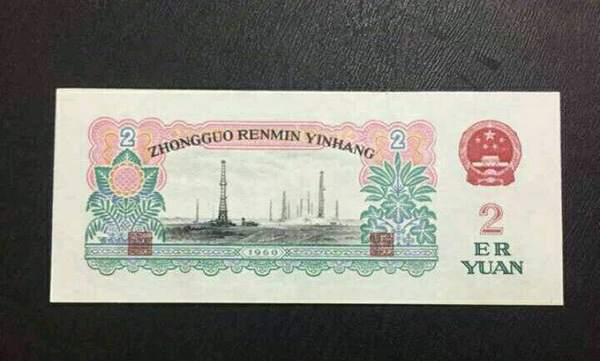 2
2
ZHONGGUO RENMIN YINHANG
1960
2
ER
YUAN